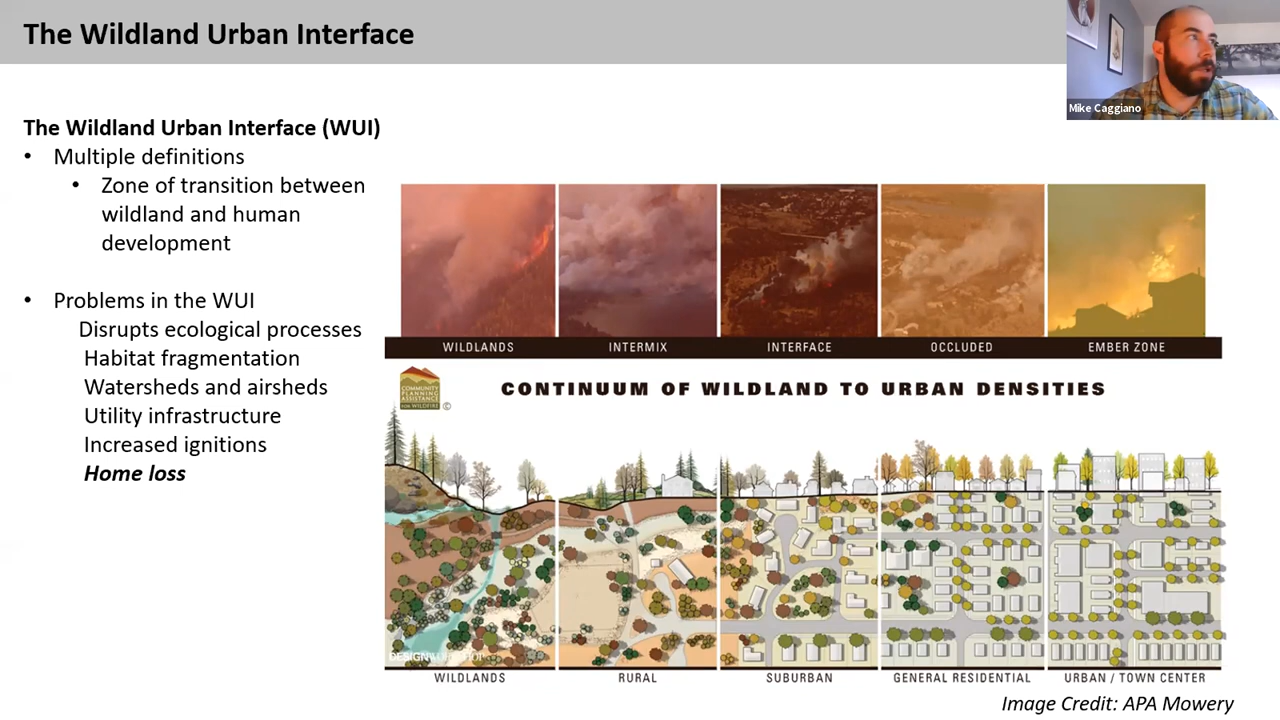 The Wildland Urban Interface
Mike Caggiano
The Wildland Urban Interface (WUI)
• Multiple definitions
• Zone of transition between
wildland and human
development
• Problems in the WUI
Disrupts ecological processes
Habitat fragmentation
Watersheds and airsheds
Utility infrastructure
Increased ignitions
Home loss
WILDLANDS INTERMIX INTERFACE OCCLUDED EMBER ZONE
COMMUNITY
PLANNING
ASSISTANCE
FOR WILDFIRE
©
CONTINUUM OF WILDLAND TO URBAN DENSITIES
WILDLANDS RURAL SUBURBAN GENERAL RESIDENTIAL URBAN / TOWN CENTER
Image Credit: APA Mowery